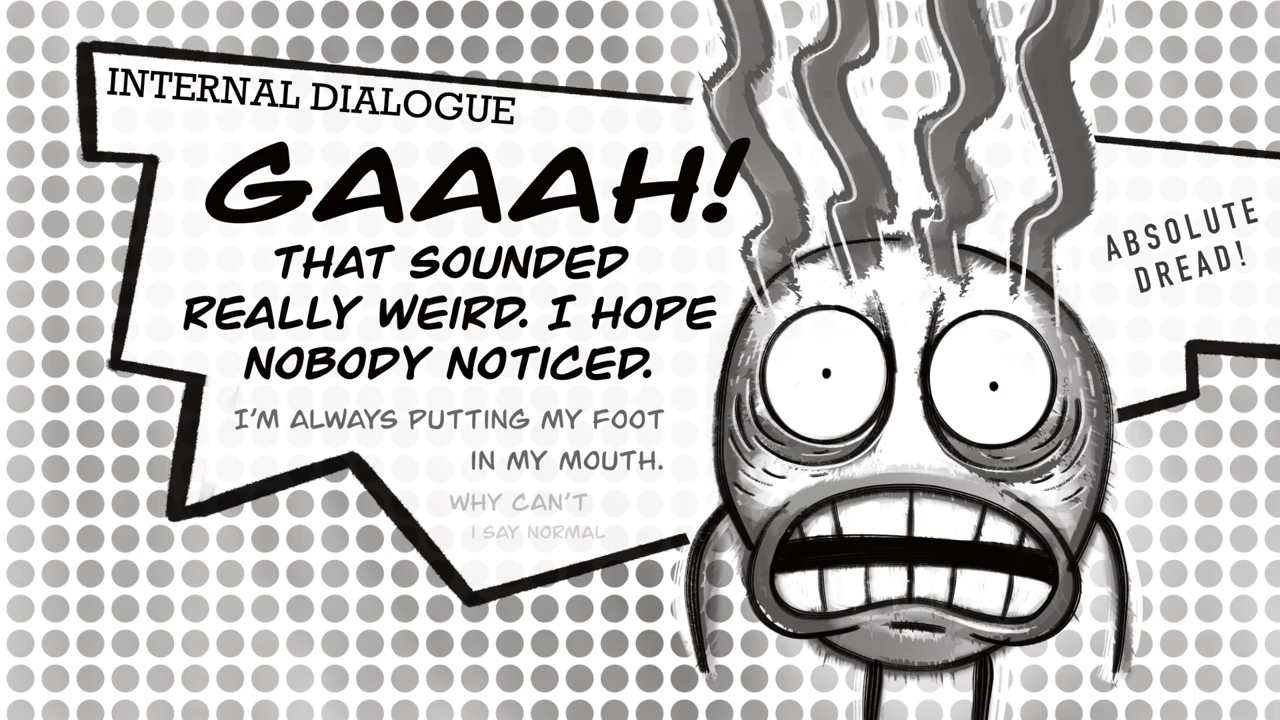 INTERNAL DIALOGUE
GAAAH!
THAT SOUNDED
REALLY WEIRD. I HOPE
NOBODY NOTICED.
I'M ALWAYS PUTTING MY FOOT
IN MY MOUTH.
WHY CAN'T
I SAY NORMAL
ABSOLUTE
DREAD!